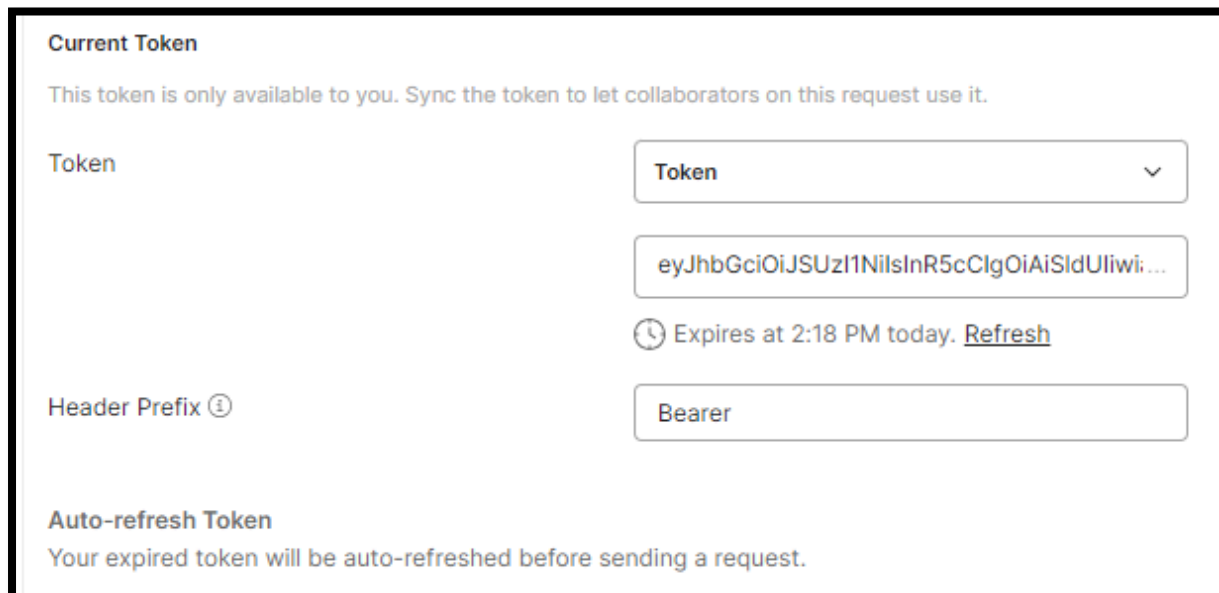 Current Token
This token is only available to you. Sync the token to let collaborators on this request use it.
Token
Token
eyJhbGciOiJSUzI1NiIsInR5cCIgOiAiSldUIiwia...
Expires at 2:18 PM today. Refresh
Header Prefix
Bearer
Auto-refresh Token
Your expired token will be auto-refreshed before sending a request.